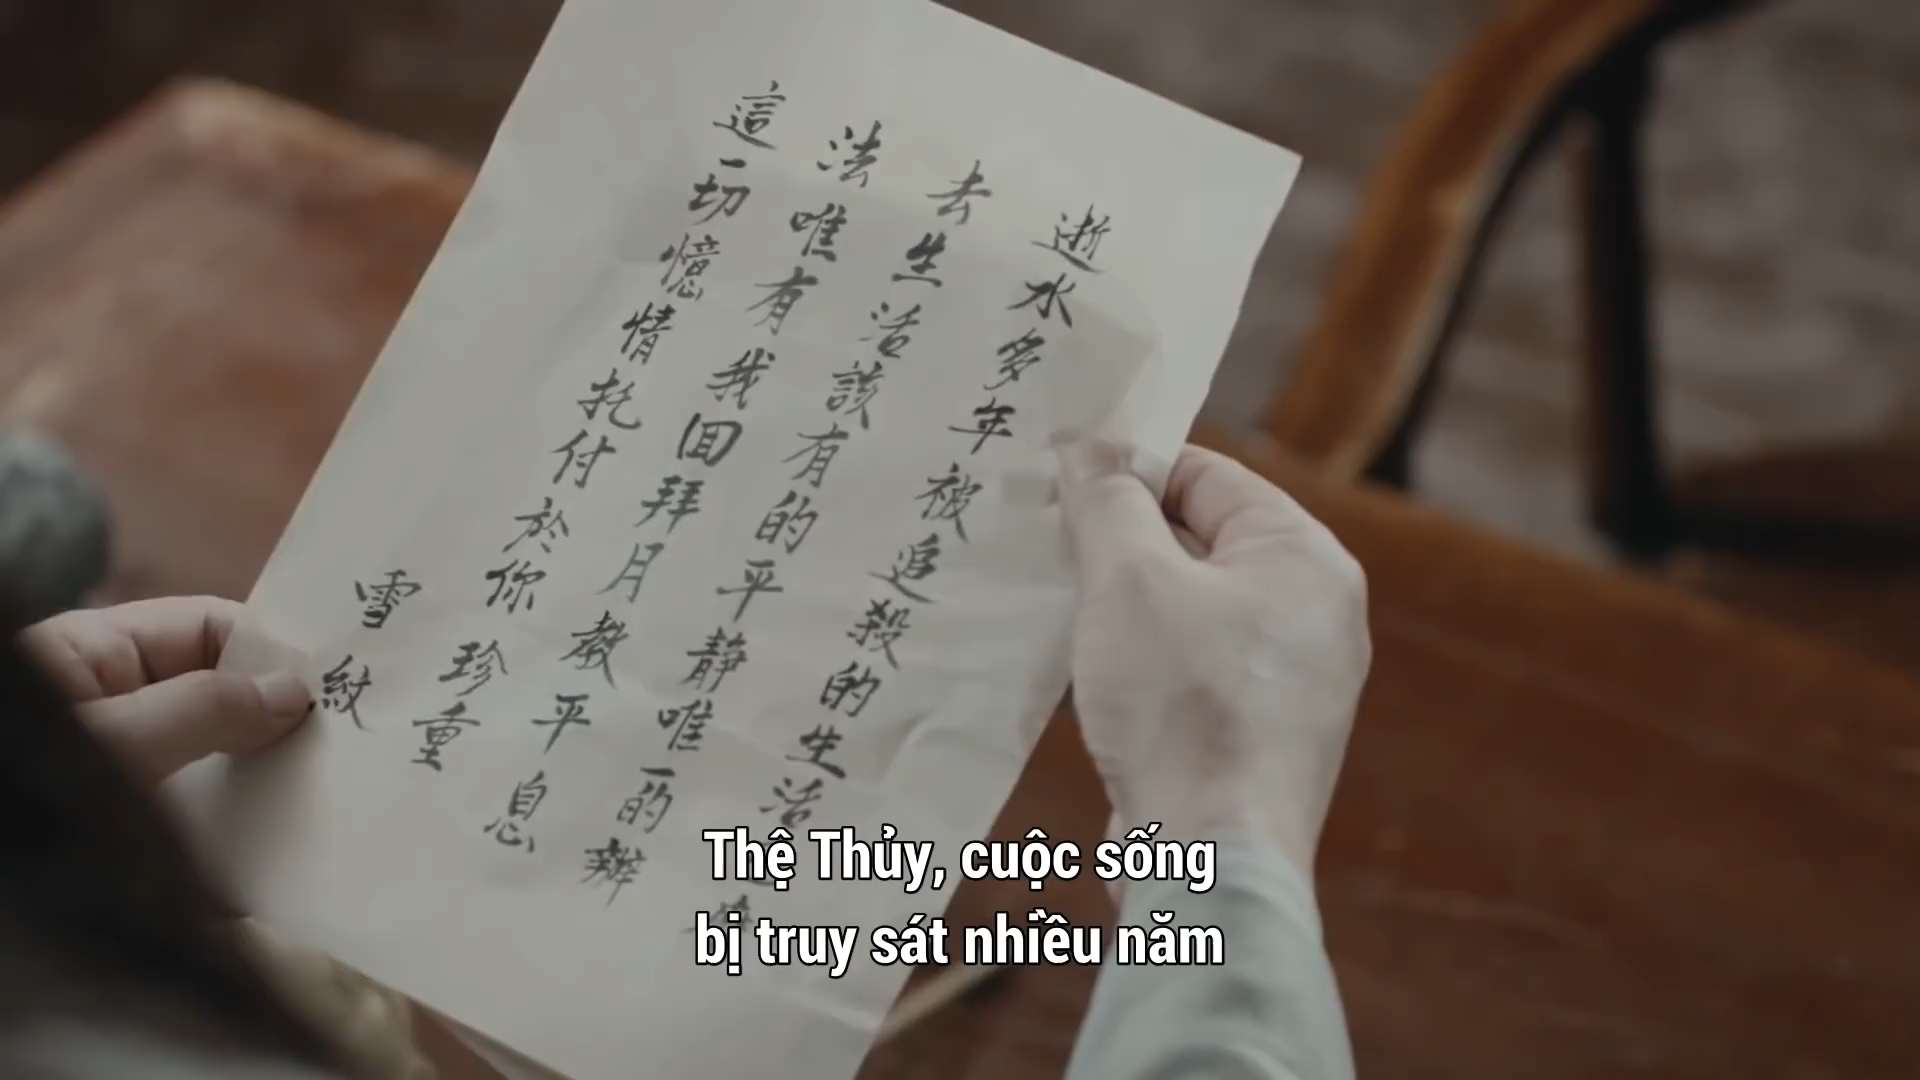 逝水多年被追殺的生活
去生活該有的平靜唯一的辦
法唯有我回拜月教平息
這一切憶情托付於你珍重
雪紋
Thệ Thủy, cuộc sống
bị truy sát nhiều năm